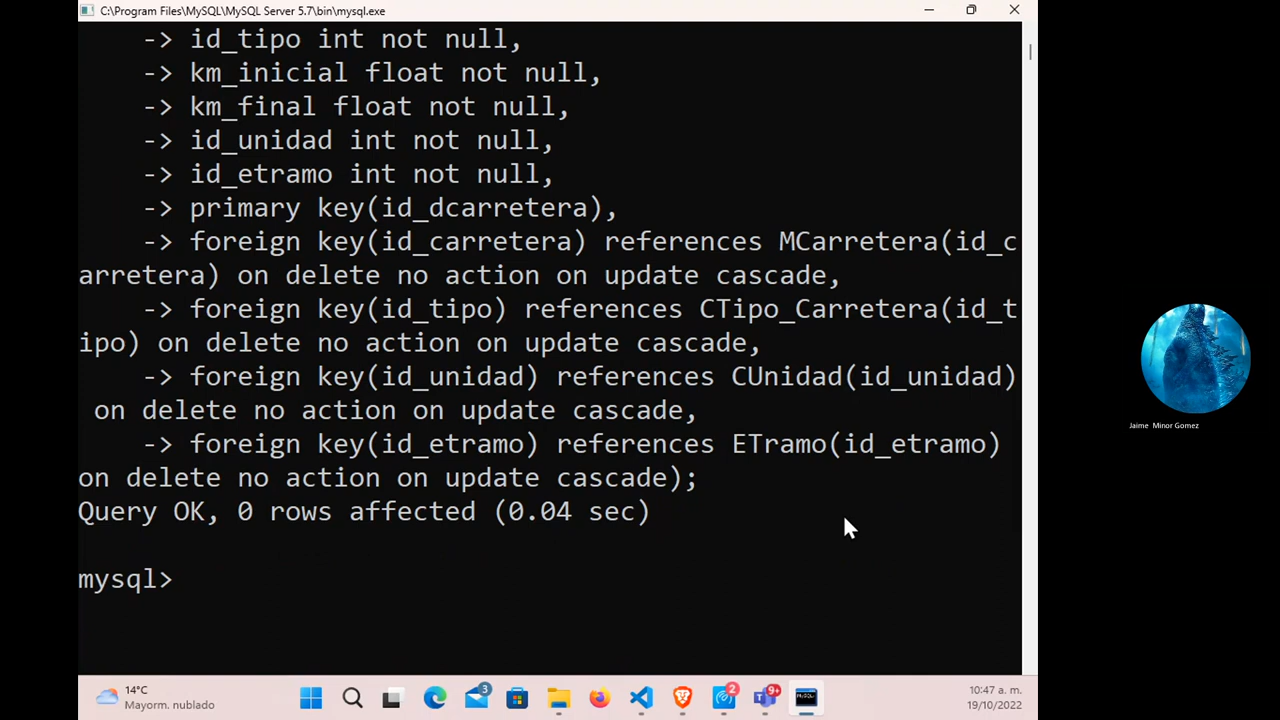 C:\Program Files\MySQL\MySQL Server 5.7\bin\mysql.exe
-> id_tipo int not null,
-> km_inicial float not null,
-> km_final float not null,
-> id_unidad int not null,
-> id_etramo int not null,
-> primary key(id_dcarretera),
-> foreign key(id_carretera) references MCarretera(id_c
arretera) on delete no action on update cascade,
-> foreign key(id_tipo) references CTipo_Carretera(id_t
ipo) on delete no action on update cascade,
-> foreign key(id_unidad) references CUnidad(id_unidad)
on delete no action on update cascade,
-> foreign key(id_etramo) references ETramo(id_etramo)
on delete no action on update cascade);
Query OK, 0 rows affected (0.04 sec)
mysql>
Jaime Minor Gomez
14°C
Mayorm. nublado
3
2
9+
10:47 a. m.
19/10/2022